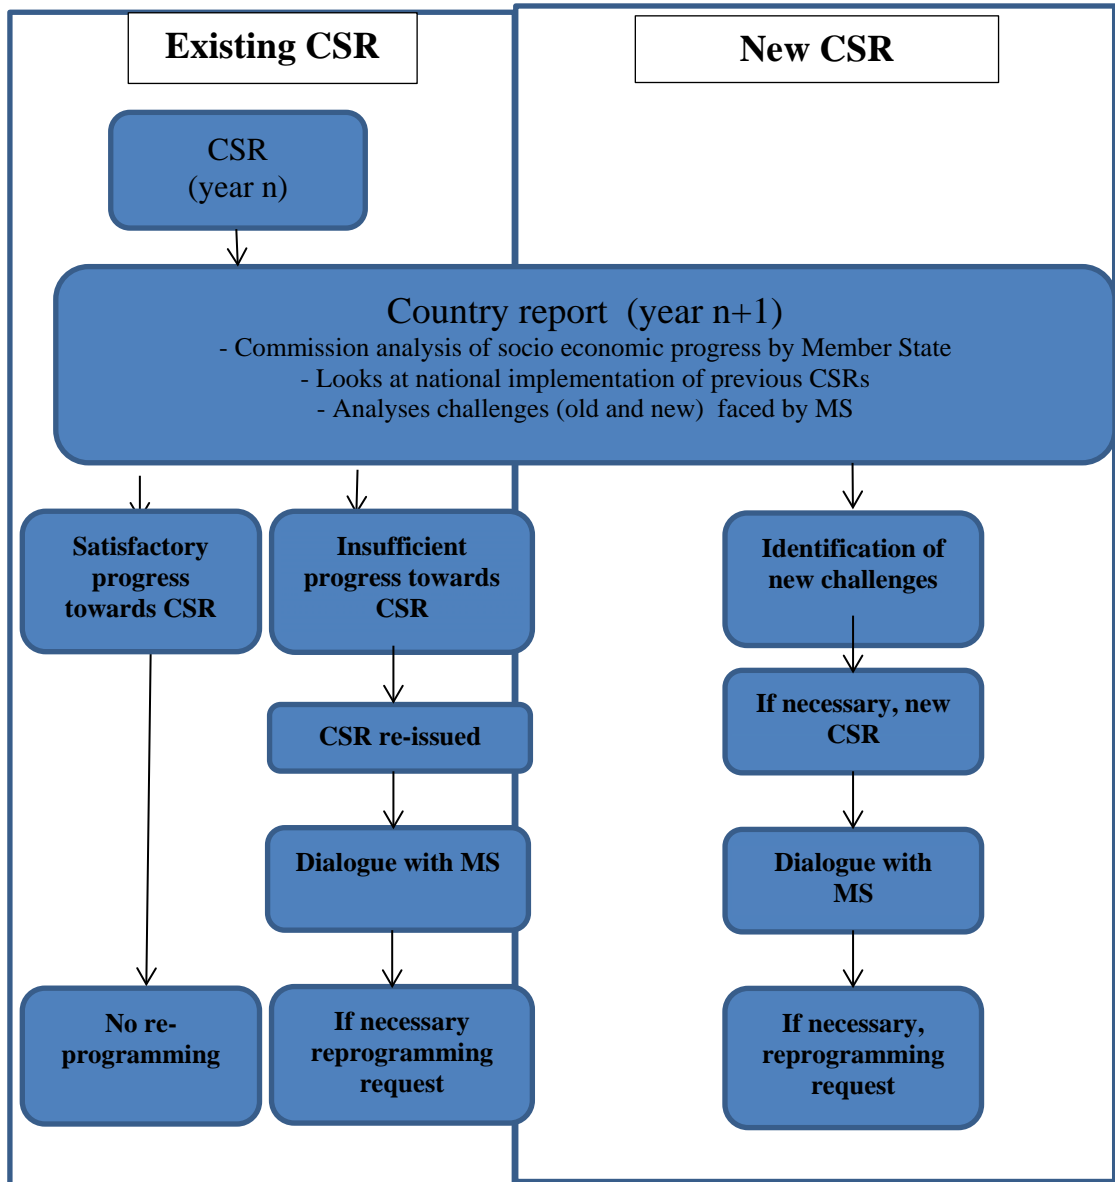 Existing CSR
New CSR
CSR
(year n)
Country report  (year n+1)
- Commission analysis of socio economic progress by Member State
- Looks at national implementation of previous CSRs
- Analyses challenges (old and new)  faced by MS
Satisfactory
progress
towards CSR
Insufficient
progress towards
CSR
Identification of
new challenges
CSR re-issued
If necessary, new
CSR
Dialogue with MS
Dialogue with
MS
No re-
programming
If necessary
reprogramming
request
If necessary,
reprogramming
request